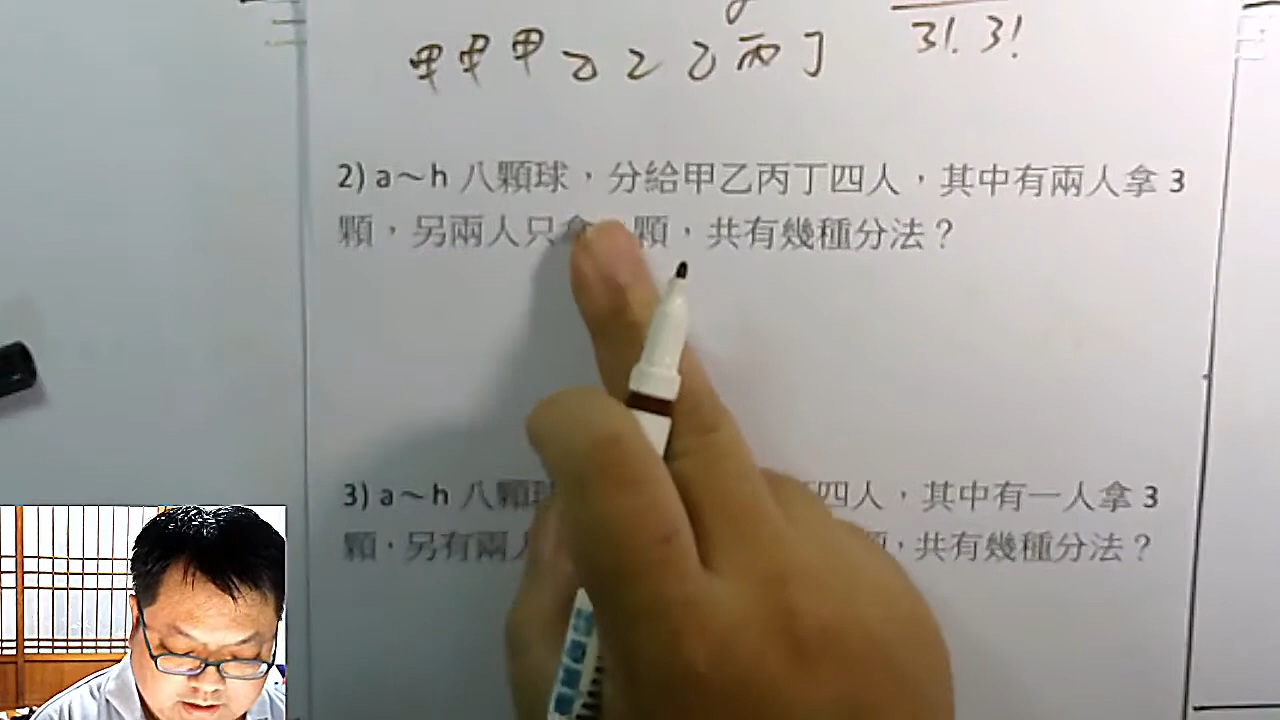 3!.3!
甲甲甲乙乙乙丙丁
2) a～h 八顆球，分給甲乙丙丁四人，其中有兩人拿 3
顆，另兩人只拿 顆，共有幾種分法？
3) a～h 八顆球 四人，其中有一人拿 3
顆，另有兩人 顆，共有幾種分法？